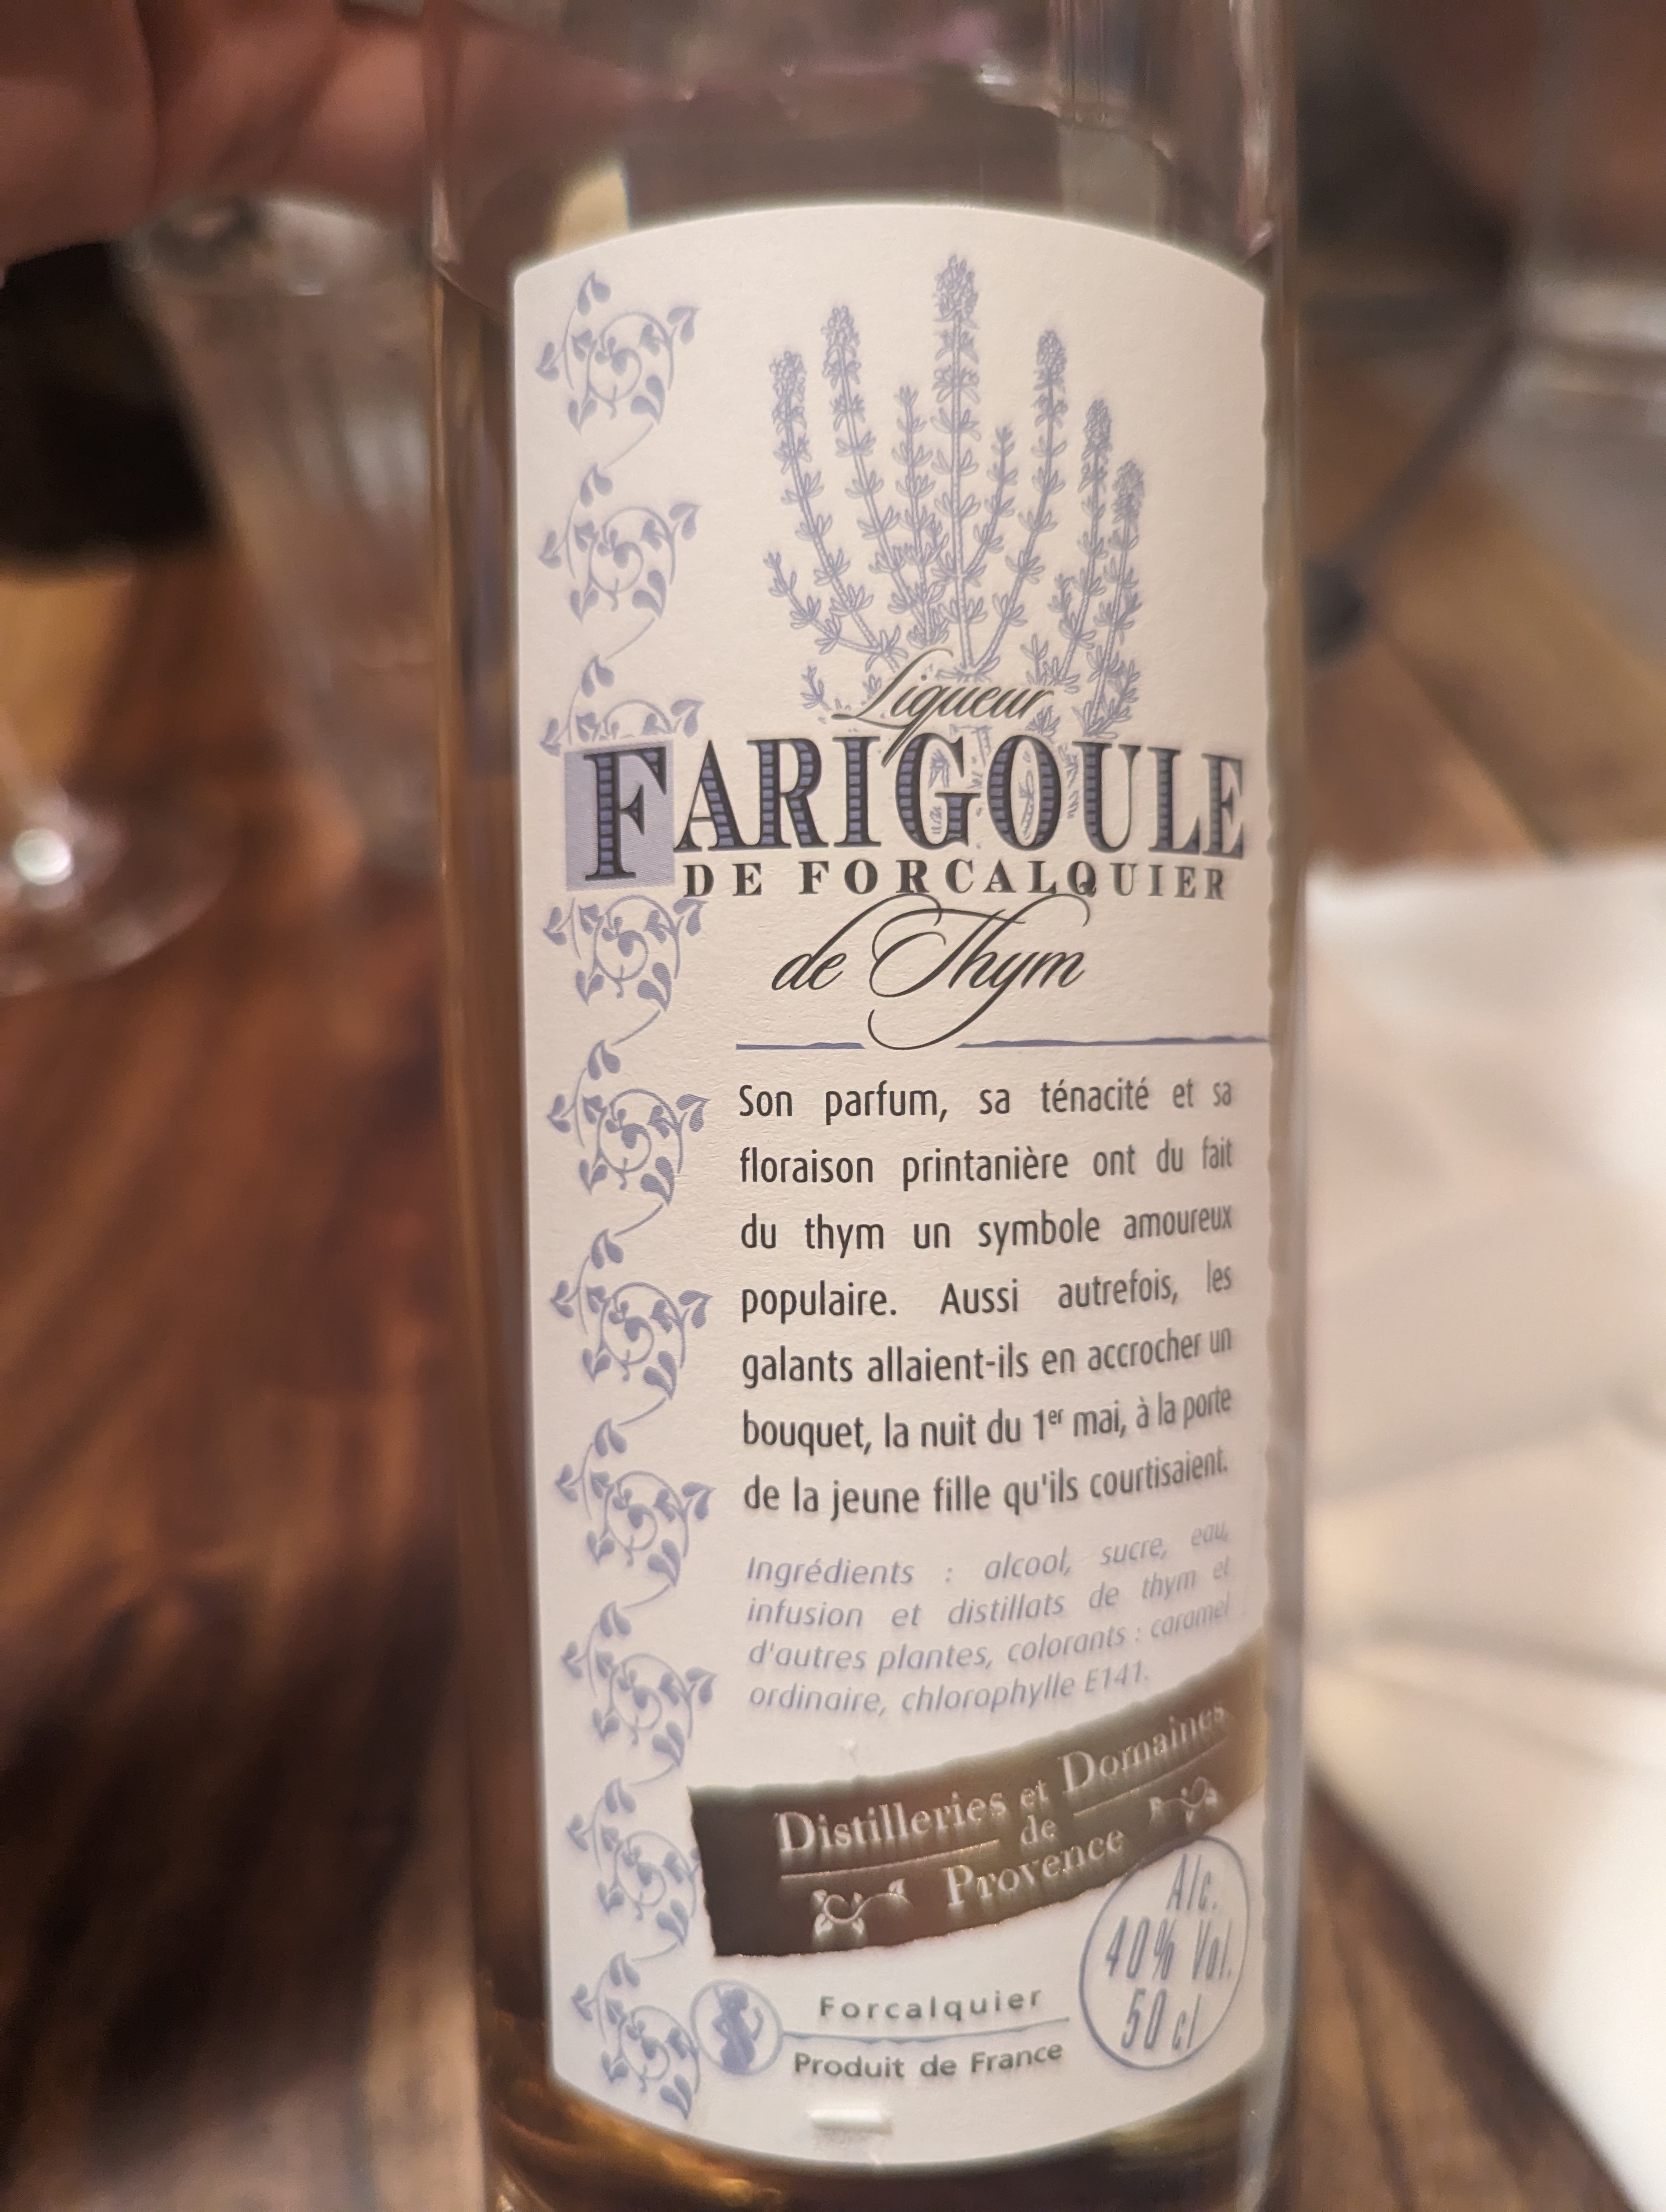 Liqueur
FARIGOULE
DE FORCALQUIER
de Thym
Son parfum, sa ténacité et sa
floraison printanière ont du fait
du thym un symbole amoureux
populaire. Aussi autrefois, les
galants allaient-ils en accrocher un
bouquet, la nuit du 1er mai, à la porte
de la jeune fille qu'ils courtisaient.
Ingrédients : alcool, sucre, eau,
infusion et distillats de thym et
d'autres plantes, colorants : caramel
ordinaire, chlorophylle E141.
Distilleries et Domaines
de
Provence
Alc.
40% Vol.
50 cl
Forcalquier
Produit de France